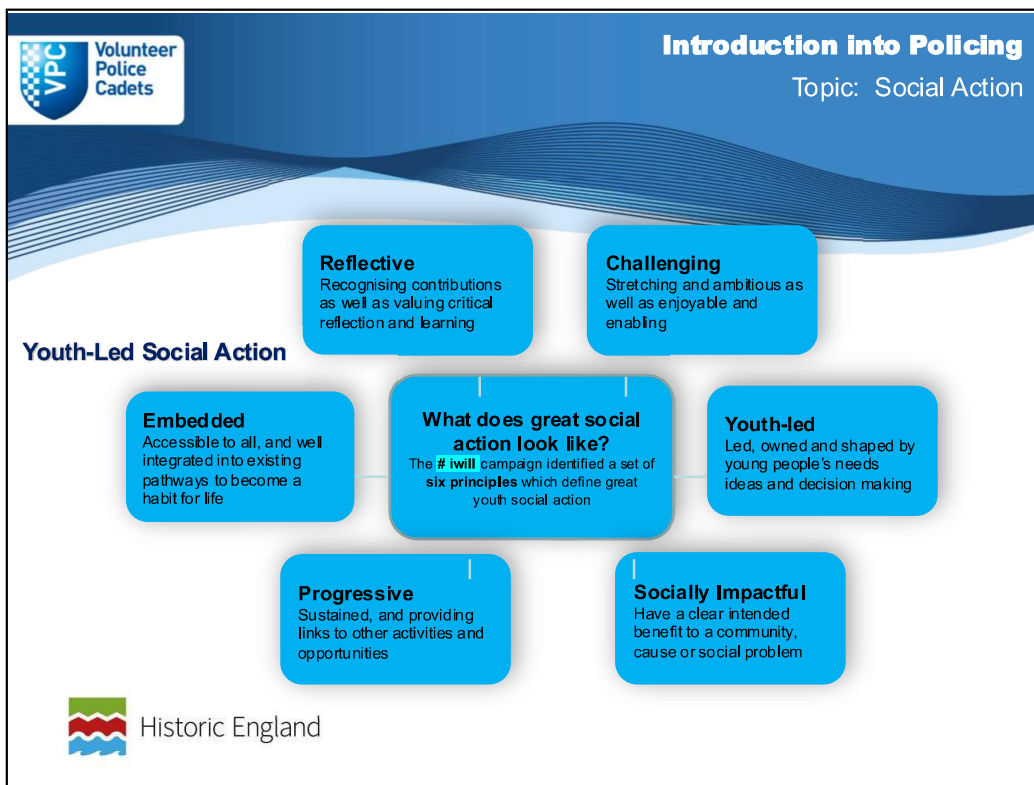 VPC
Volunteer
Police
Cadets
Introduction into Policing
Topic: Social Action
Reflective
Recognising contributions
as well as valuing critical
reflection and learning
Challenging
Stretching and ambitious as
well as enjoyable and
enabling
Youth-Led Social Action
Embedded
Accessible to all, and well
integrated into existing
pathways to become a
habit for life
What does great social
action look like?
The # iwill campaign identified a set of
six principles which define great
youth social action
Youth-led
Led, owned and shaped by
young people's needs
ideas and decision making
Progressive
Sustained, and providing
links to other activities and
opportunities
Socially Impactful
Have a clear intended
benefit to a community,
cause or social problem
Historic England